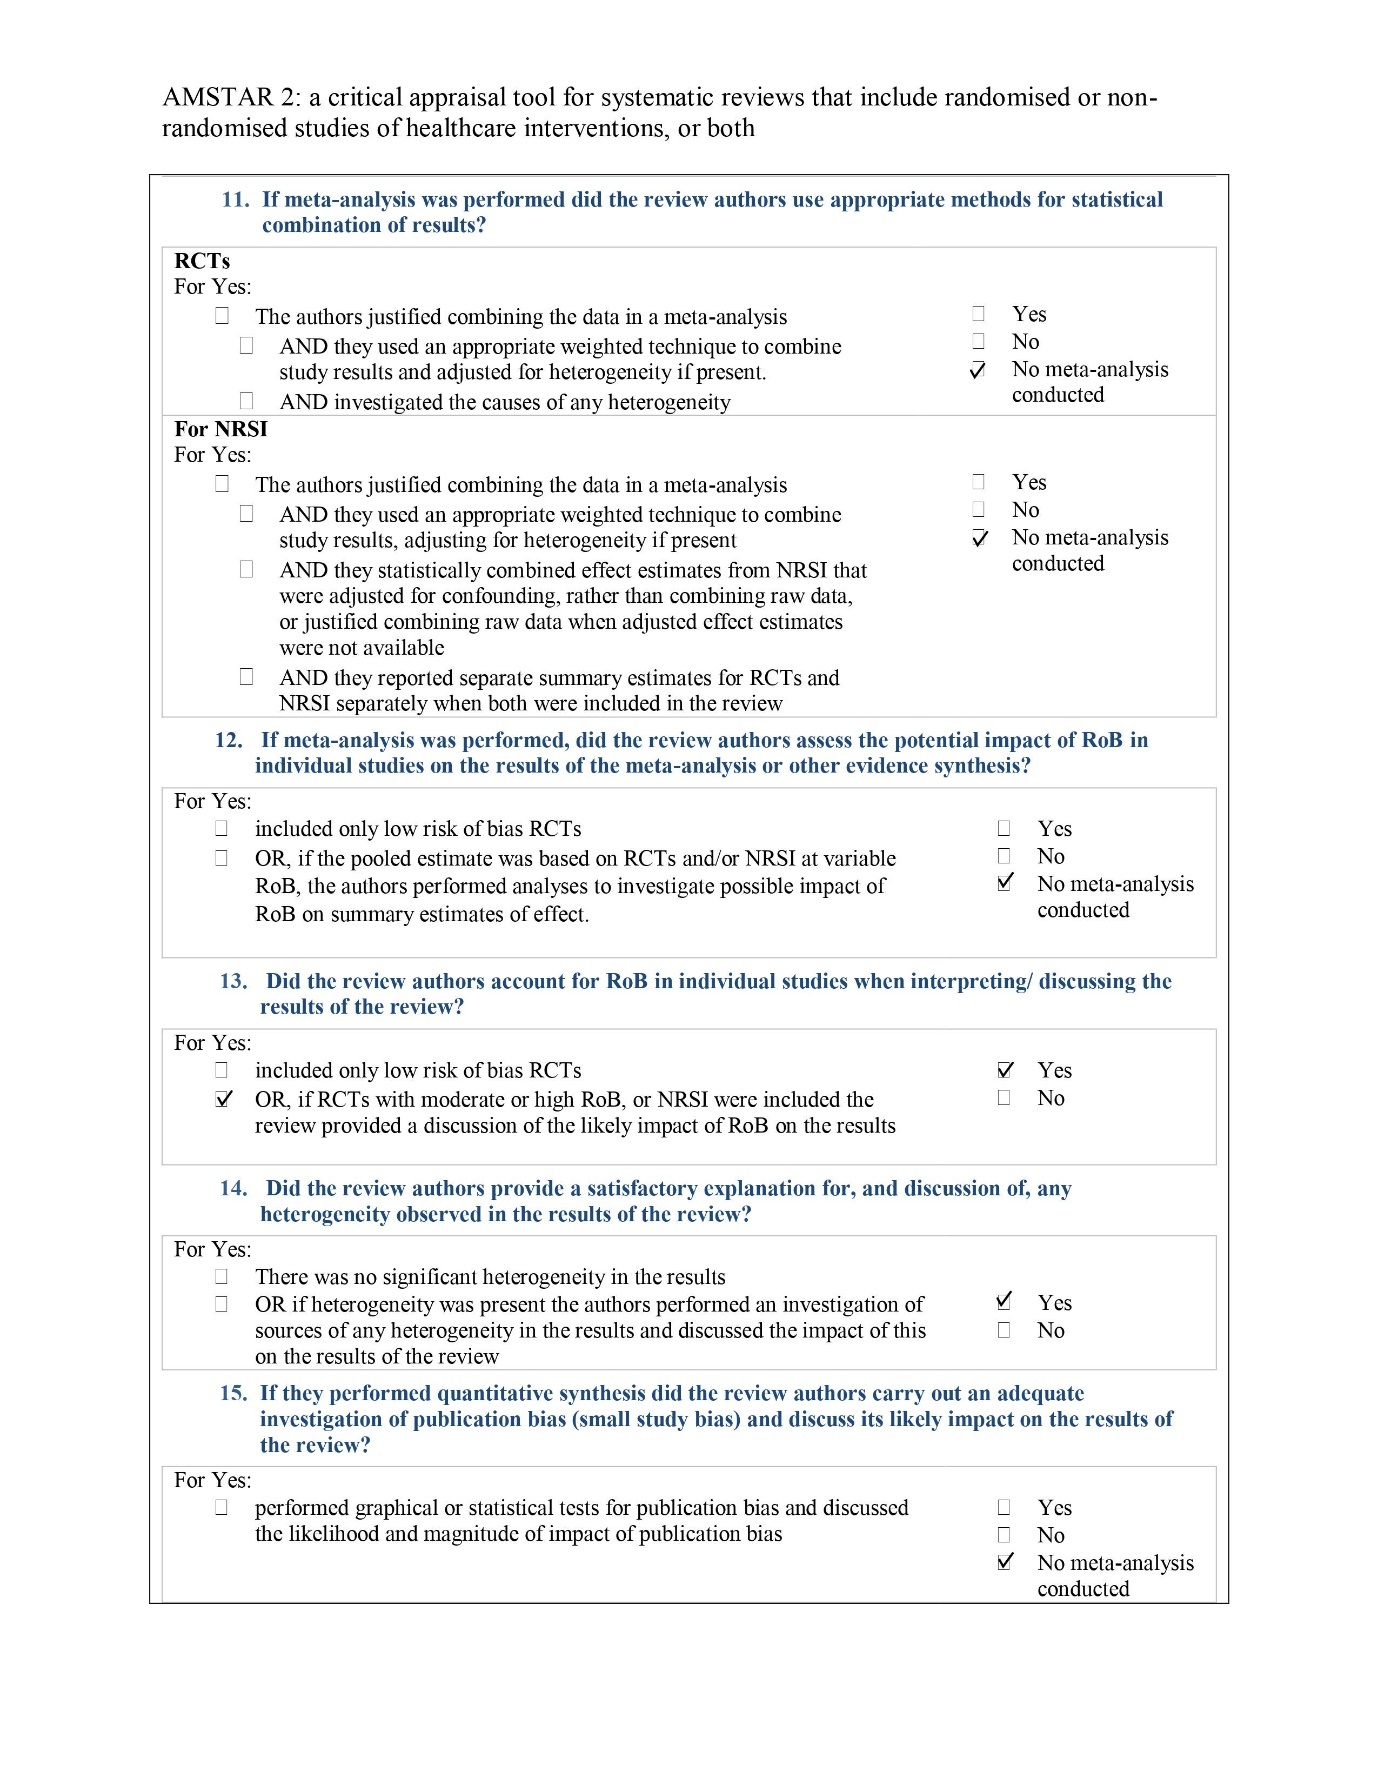 AMSTAR 2: a critical appraisal tool for systematic reviews that include randomised or non-
randomised studies of healthcare interventions, or both
11. If meta-analysis was performed did the review authors use appropriate methods for statistical
combination of results?
RCTs
For Yes:
☐ The authors justified combining the data in a meta-analysis
☐ Yes
☐ AND they used an appropriate weighted technique to combine
☐ No
study results and adjusted for heterogeneity if present.
☑ No meta-analysis
conducted
☐ AND investigated the causes of any heterogeneity
For NRSI
For Yes:
☐ The authors justified combining the data in a meta-analysis
☐ Yes
☐ AND they used an appropriate weighted technique to combine
☐ No
study results, adjusting for heterogeneity if present
☑ No meta-analysis
conducted
☐ AND they statistically combined effect estimates from NRSI that
were adjusted for confounding, rather than combining raw data,
or justified combining raw data when adjusted effect estimates
were not available
☐ AND they reported separate summary estimates for RCTs and
NRSI separately when both were included in the review
12. If meta-analysis was performed, did the review authors assess the potential impact of RoB in
individual studies on the results of the meta-analysis or other evidence synthesis?
For Yes:
☐ included only low risk of bias RCTs
☐ Yes
☐ OR, if the pooled estimate was based on RCTs and/or NRSI at variable
☐ No
RoB, the authors performed analyses to investigate possible impact of
☑ No meta-analysis
RoB on summary estimates of effect.
conducted
13. Did the review authors account for RoB in individual studies when interpreting/ discussing the
results of the review?
For Yes:
☐ included only low risk of bias RCTs
☑ Yes
☑ OR, if RCTs with moderate or high RoB, or NRSI were included the
☐ No
review provided a discussion of the likely impact of RoB on the results
14. Did the review authors provide a satisfactory explanation for, and discussion of, any
heterogeneity observed in the results of the review?
For Yes:
☐ There was no significant heterogeneity in the results
☐ OR if heterogeneity was present the authors performed an investigation of
☑ Yes
sources of any heterogeneity in the results and discussed the impact of this
☐ No
on the results of the review
15. If they performed quantitative synthesis did the review authors carry out an adequate
investigation of publication bias (small study bias) and discuss its likely impact on the results of
the review?
For Yes:
☐ performed graphical or statistical tests for publication bias and discussed
☐ Yes
the likelihood and magnitude of impact of publication bias
☐ No
☑ No meta-analysis
conducted